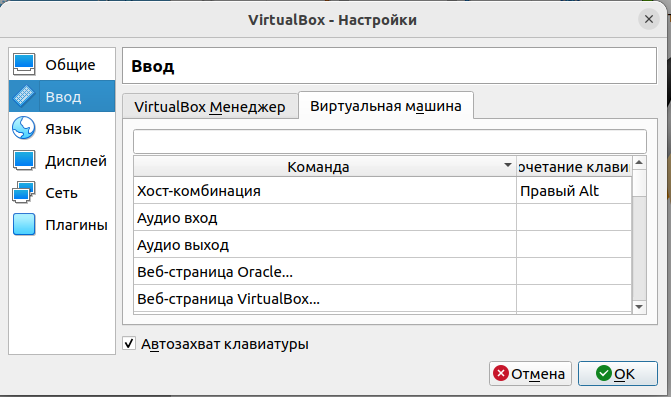 VirtualBox - Настройки
Общие
Ввод
Язык
Дисплей
Сеть
Плагины
Ввод
VirtualBox Менеджер
Виртуальная машина
Команда
очетание клави
Хост-комбинация
Правый Alt
Аудио вход
Аудио выход
Веб-страница Oracle...
Веб-страница VirtualBox...
Автозахват клавиатуры
Отмена
OK